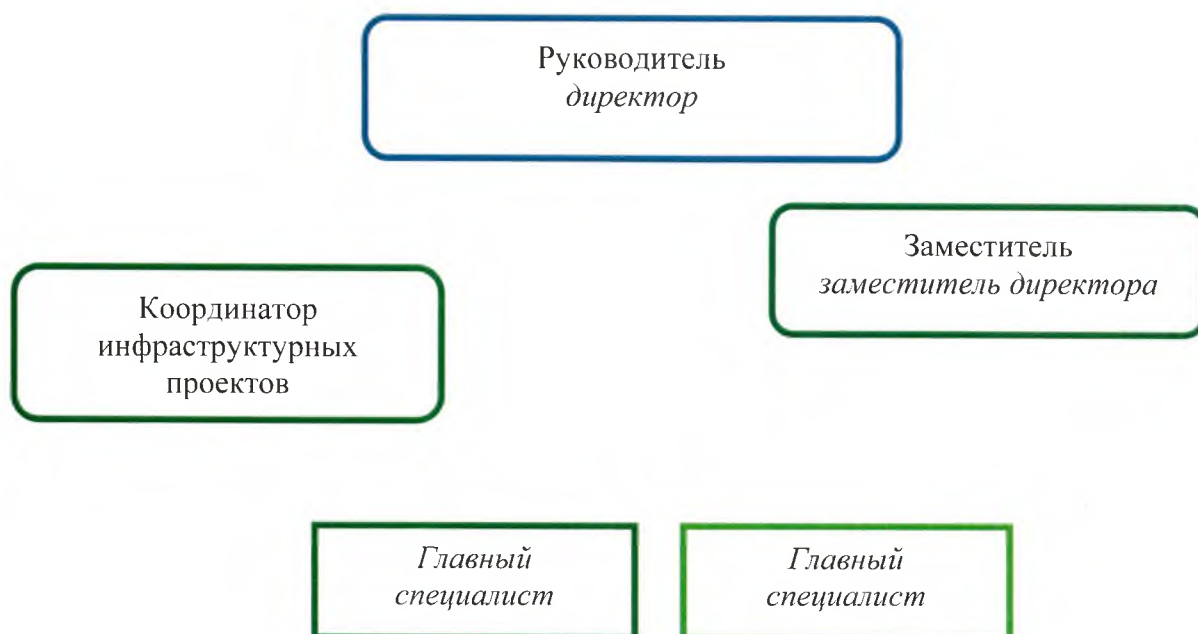 Руководитель
директор
Заместитель
заместитель директора
Координатор
инфраструктурных
проектов
Главный
специалист
Главный
специалист